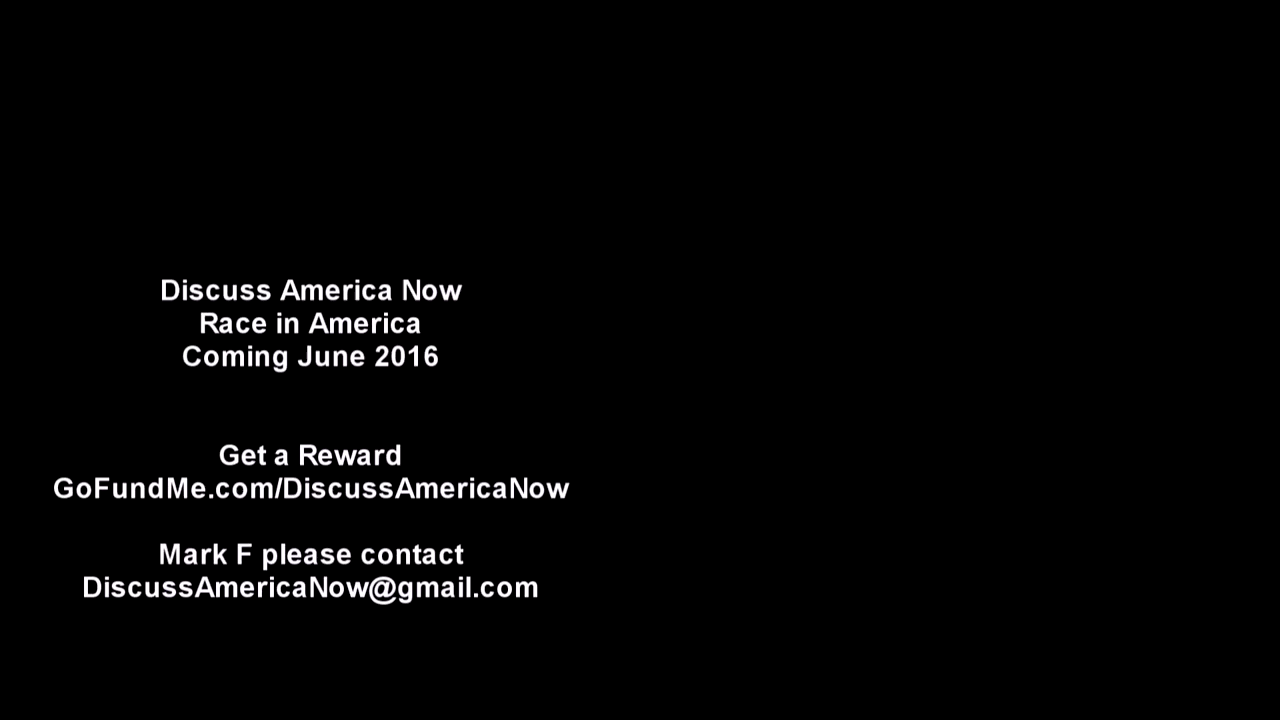 Discuss America Now
Race in America
Coming June 2016
Get a Reward
GoFundMe.com/DiscussAmericaNow
Mark F please contact
DiscussAmericaNow@gmail.com